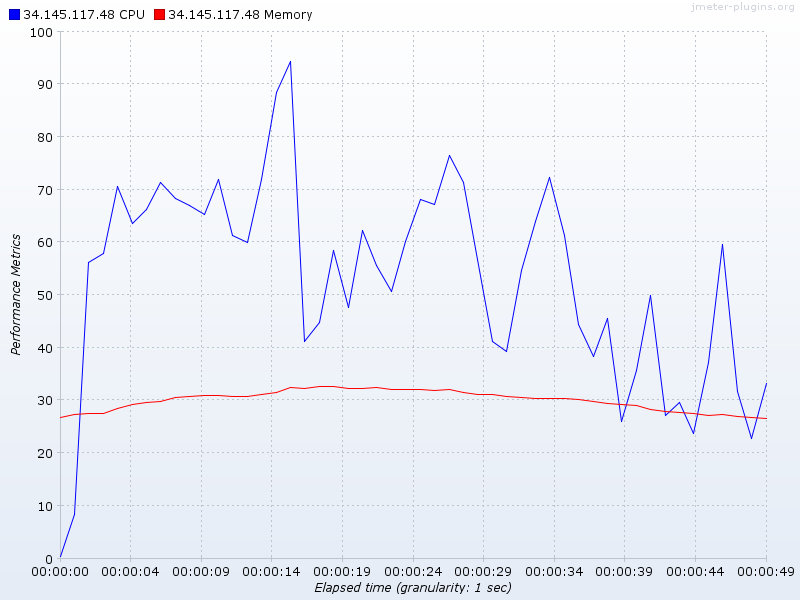 jmeter-plugins.org
34.145.117.48 CPU 34.145.117.48 Memory
100
90
80
70
60
50
40
30
20
10
0
Performance Metrics
00:00:00 00:00:04 00:00:09 00:00:14 00:00:19 00:00:24 00:00:29 00:00:34 00:00:39 00:00:44 00:00:49
Elapsed time (granularity: 1 sec)